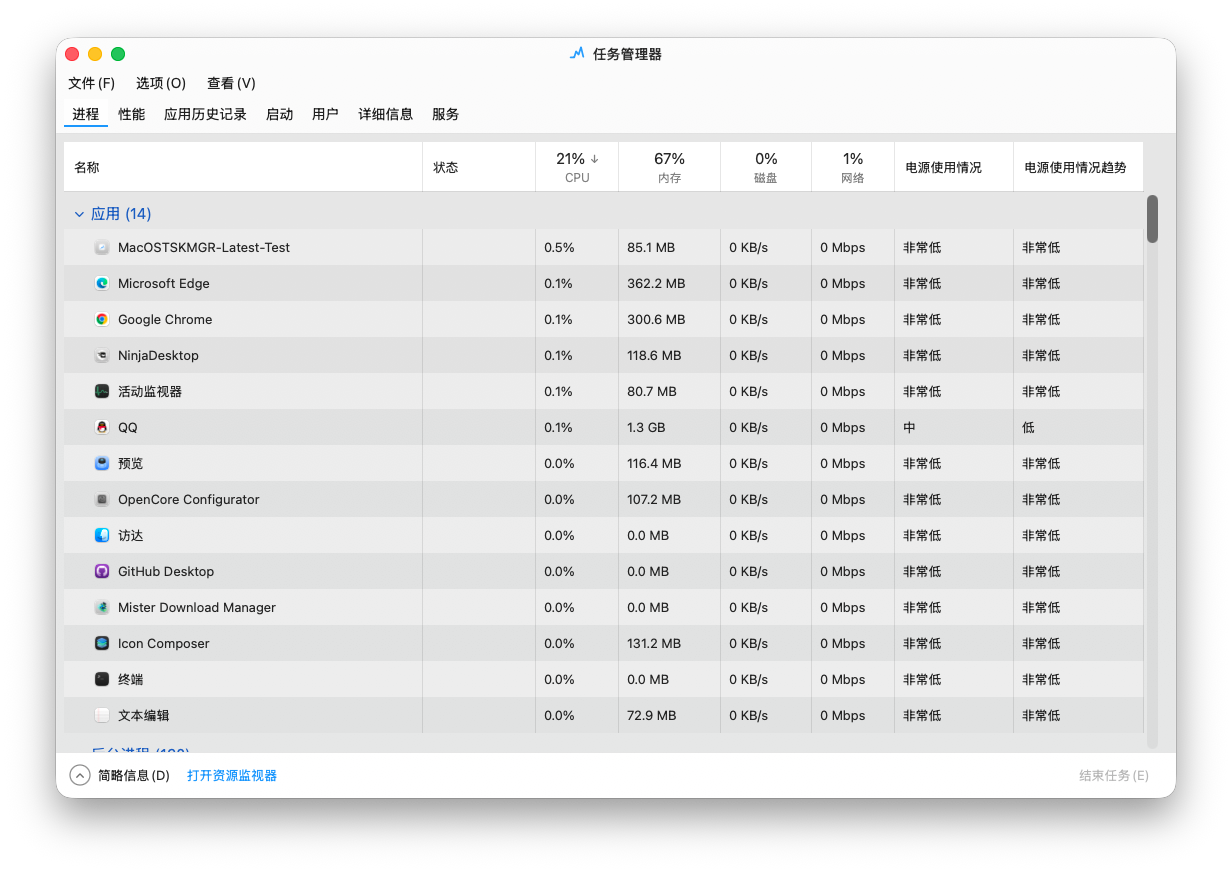 任务管理器
文件(F) 选项(O) 查看(V)
进程 性能 应用历史记录 启动 用户 详细信息 服务
名称 状态 21% ↓ 67% 0% 1% 电源使用情况 电源使用情况趋势
CPU 内存 磁盘 网络
应用 (14)
MacOSTSKMGR-Latest-Test 0.5% 85.1 MB 0 KB/s 0 Mbps 非常低 非常低
Microsoft Edge 0.1% 362.2 MB 0 KB/s 0 Mbps 非常低 非常低
Google Chrome 0.1% 300.6 MB 0 KB/s 0 Mbps 非常低 非常低
NinjaDesktop 0.1% 118.6 MB 0 KB/s 0 Mbps 非常低 非常低
活动监视器 0.1% 80.7 MB 0 KB/s 0 Mbps 非常低 非常低
QQ 0.1% 1.3 GB 0 KB/s 0 Mbps 中 低
预览 0.0% 116.4 MB 0 KB/s 0 Mbps 非常低 非常低
OpenCore Configurator 0.0% 107.2 MB 0 KB/s 0 Mbps 非常低 非常低
访达 0.0% 0.0 MB 0 KB/s 0 Mbps 非常低 非常低
GitHub Desktop 0.0% 0.0 MB 0 KB/s 0 Mbps 非常低 非常低
Mister Download Manager 0.0% 0.0 MB 0 KB/s 0 Mbps 非常低 非常低
Icon Composer 0.0% 131.2 MB 0 KB/s 0 Mbps 非常低 非常低
终端 0.0% 0.0 MB 0 KB/s 0 Mbps 非常低 非常低
文本编辑 0.0% 72.9 MB 0 KB/s 0 Mbps 非常低 非常低
后台进程
简略信息(D) 打开资源监视器 结束任务(E)